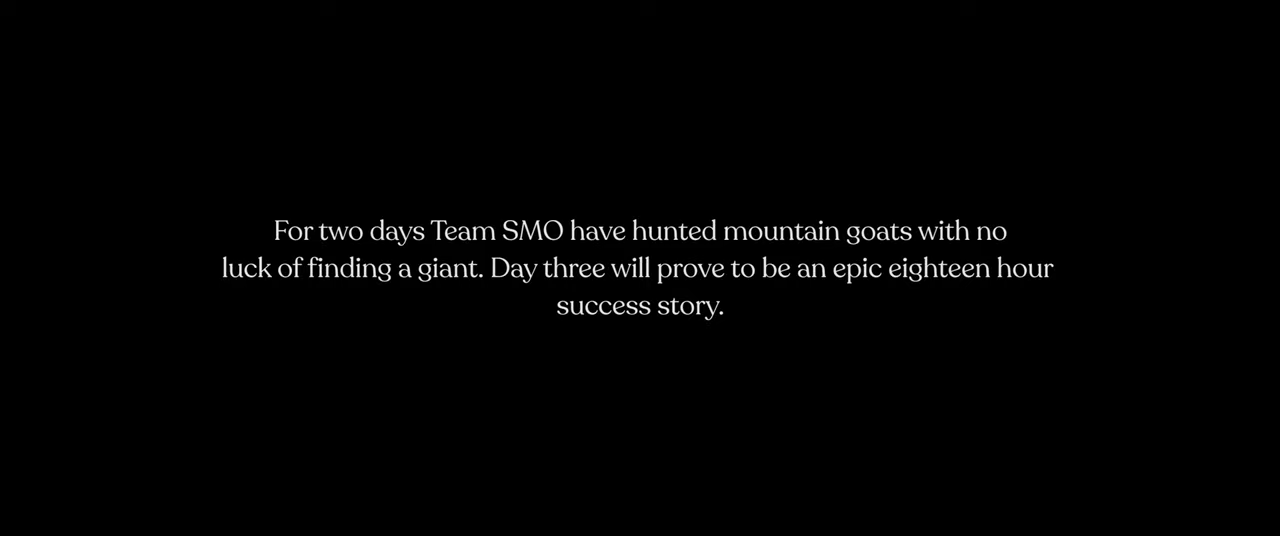 For two days Team SMO have hunted mountain goats with no
luck of finding a giant. Day three will prove to be an epic eighteen hour
success story.